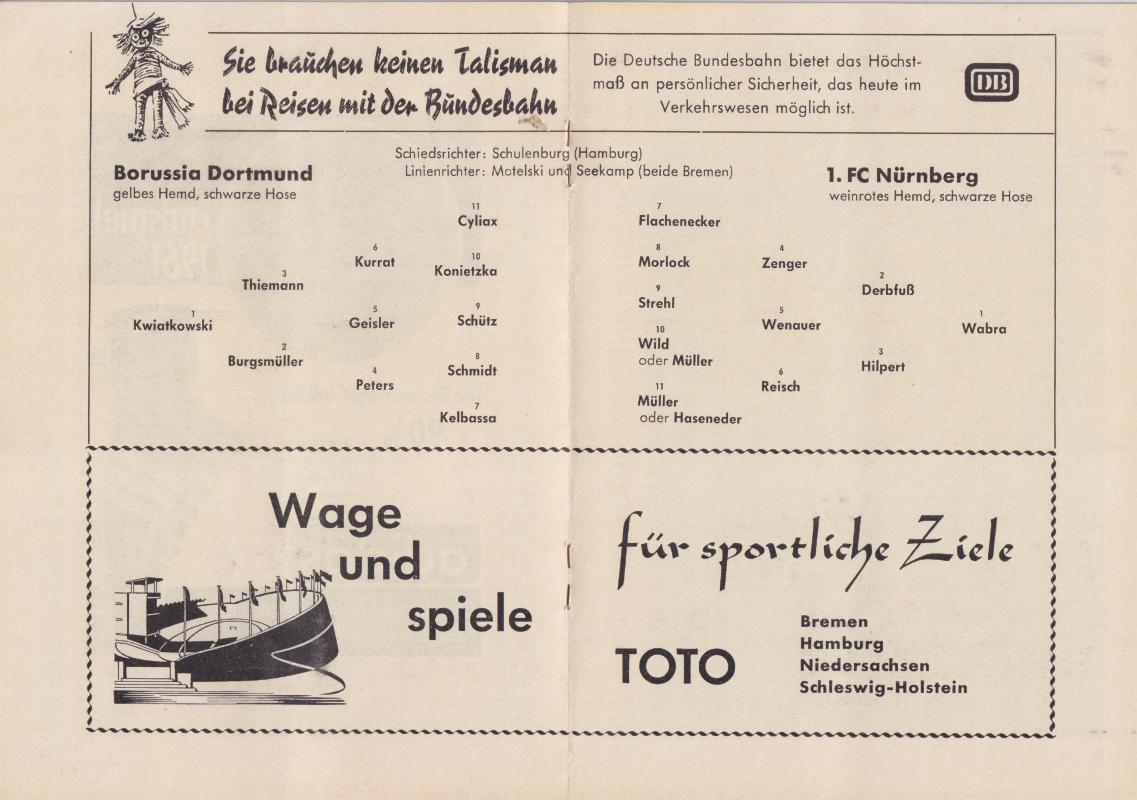 Sie brauchen keinen Talisman
bei Reisen mit der Bundesbahn
Die Deutsche Bundesbahn bietet das Höchst-
maß an persönlicher Sicherheit, das heute im
Verkehrswesen möglich ist.
DB
Schiedsrichter: Schulenburg (Hamburg)
Linienrichter: Matelski und Seekamp (beide Bremen)
Borussia Dortmund
gelbes Hemd, schwarze Hose
11
Cyliax
6
Kurrat
10
Konietzka
3
Thiemann
1
Kwiatkowski
5
Geisler
9
Schütz
2
Burgsmüller
8
Schmidt
4
Peters
7
Kelbassa
1. FC Nürnberg
weinrotes Hemd, schwarze Hose
7
Flachenecker
8
Morlock
4
Zenger
2
Derbfuß
9
Strehl
5
Wenauer
1
Wabra
10
Wild
oder Müller
3
Hilpert
6
Reisch
11
Müller
oder Haseneder
Wage
und
spiele
für sportliche Ziele
TOTO
Bremen
Hamburg
Niedersachsen
Schleswig-Holstein